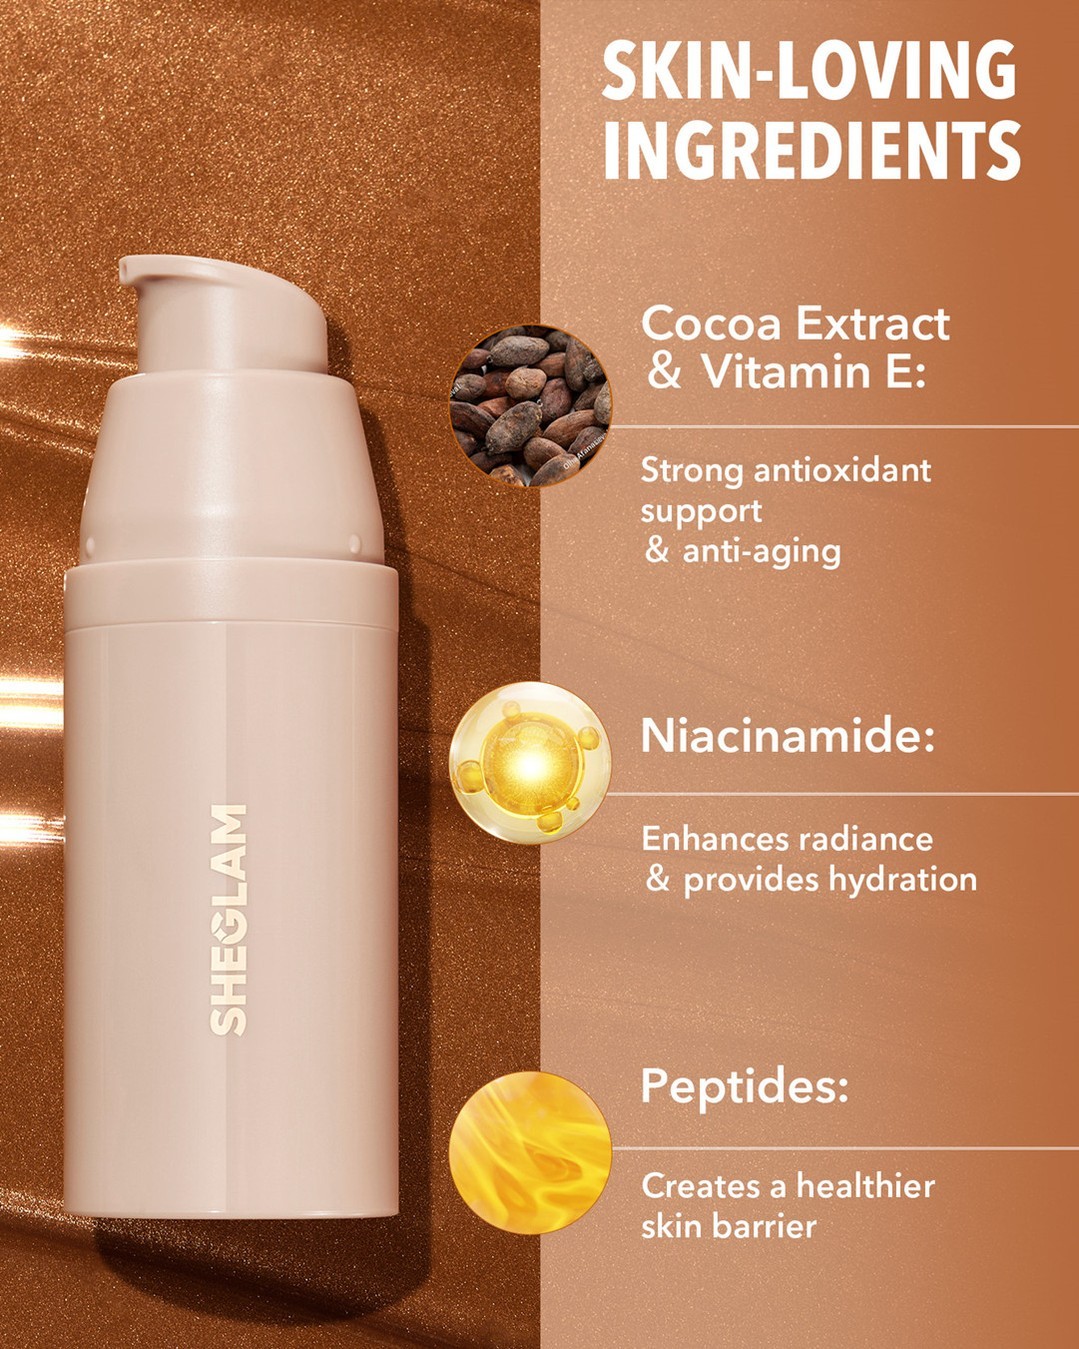 SKIN-LOVING
INGREDIENTS
Cocoa Extract
& Vitamin E:
Strong antioxidant
support
& anti-aging
Niacinamide:
Enhances radiance
& provides hydration
Peptides:
Creates a healthier
skin barrier
SHEGLAM